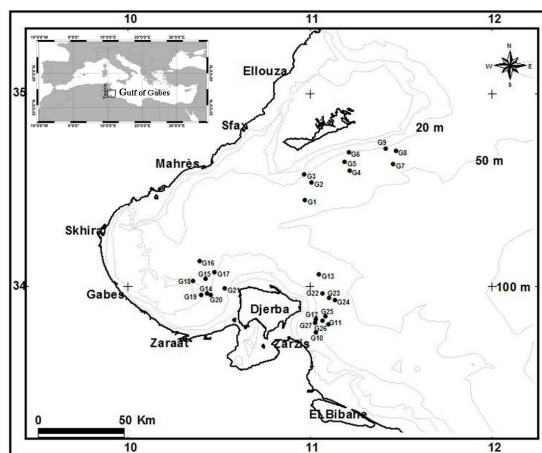 10
11
12
Gulf of Gabes
N
W
E
S
Ellouza
35
Sfax
20 m
G9
G8
G6
G5
G7
G4
50 m
Mahrès
G3
G2
G1
Skhira
G16
G17
G15
G13
G18
G14
G21
G19
G20
G22
G23
G24
34
100 m
Gabes
Djerba
G25
G12
G11
G27
G26
G10
Zaraat
Zarzis
El Bibane
0
50 Km
10
11
12